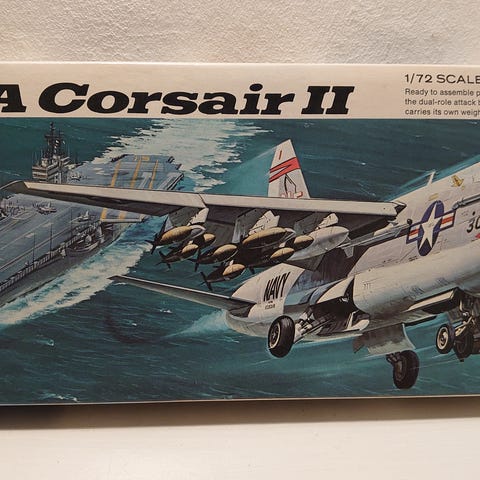 A Corsair II
1/72 SCALE
Ready to assemble p
the dual-role attack b
carries its own weigh
NAVY
30